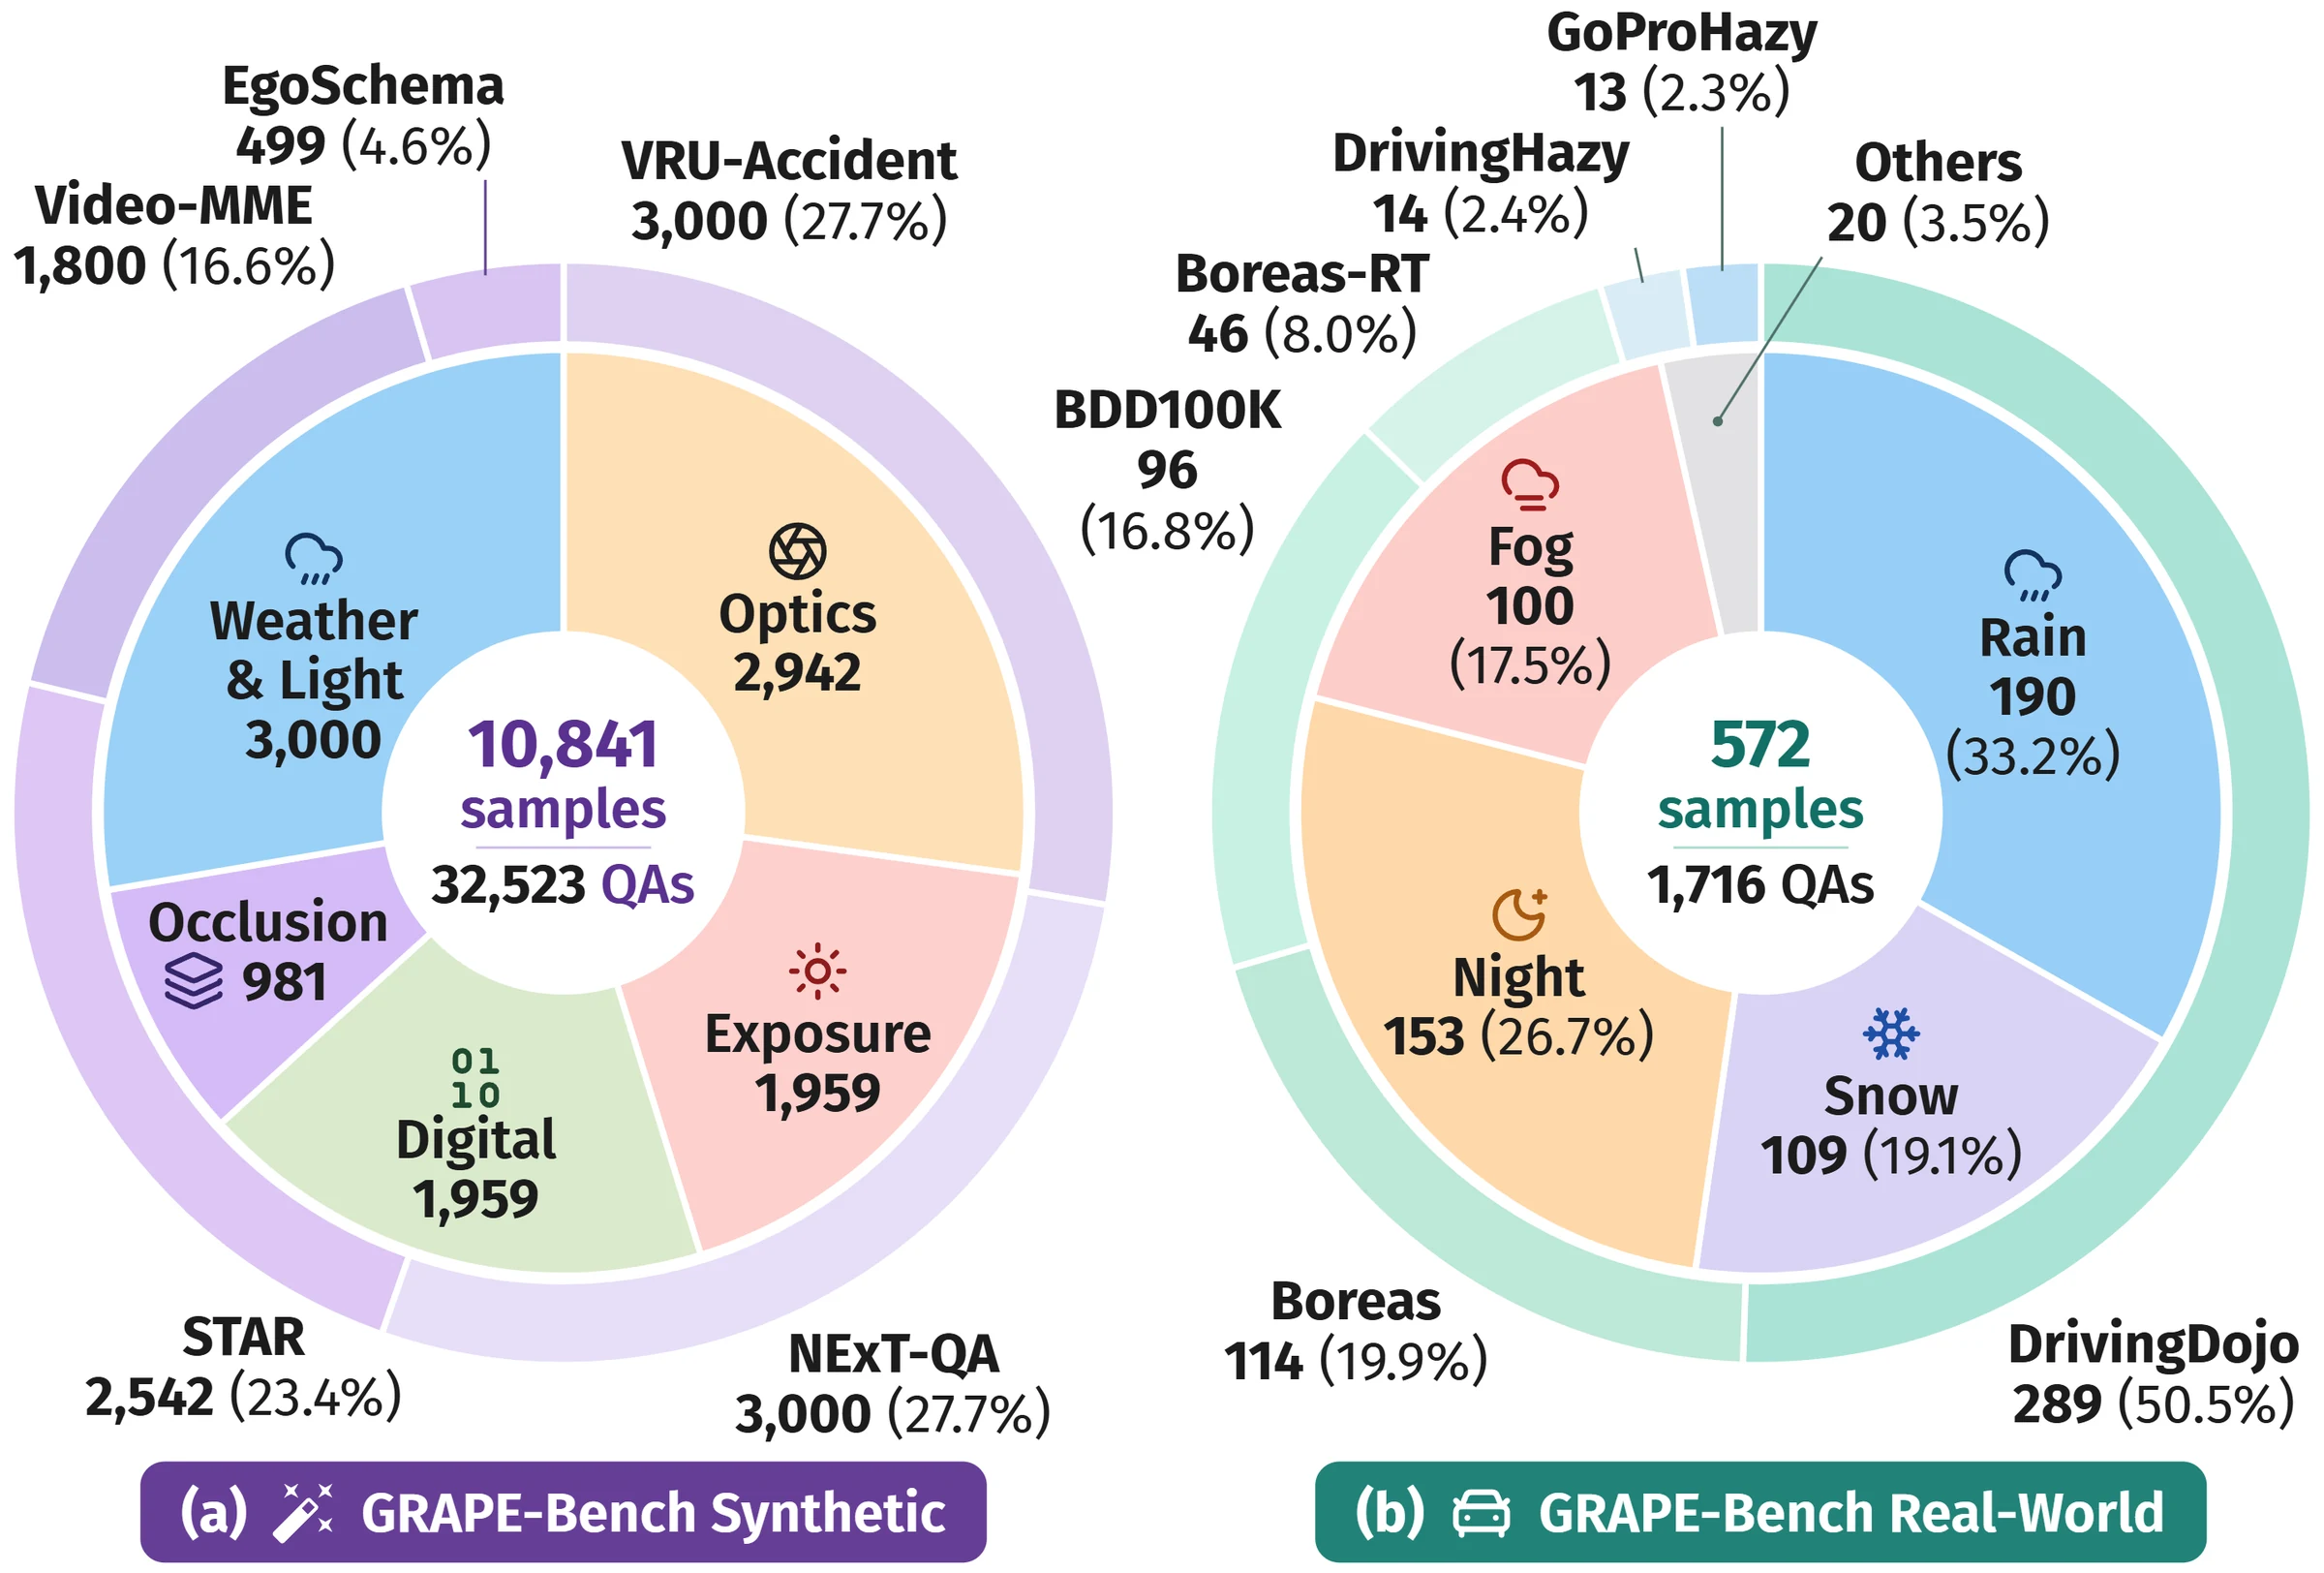 EgoSchema
499 (4.6%)
Video-MME
1,800 (16.6%)
VRU-Accident
3,000 (27.7%)
Weather
& Light
3,000
Optics
2,942
10,841
samples
32,523 QAs
Occlusion
981
01
10
Digital
1,959
Exposure
1,959
STAR
2,542 (23.4%)
NExT-QA
3,000 (27.7%)
(a) GRAPE-Bench Synthetic
GoProHazy
13 (2.3%)
DrivingHazy
14 (2.4%)
Others
20 (3.5%)
Boreas-RT
46 (8.0%)
BDD100K
96
(16.8%)
Fog
100
(17.5%)
Rain
190
(33.2%)
572
samples
1,716 QAs
Night
153 (26.7%)
Snow
109 (19.1%)
Boreas
114 (19.9%)
DrivingDojo
289 (50.5%)
(b) GRAPE-Bench Real-World